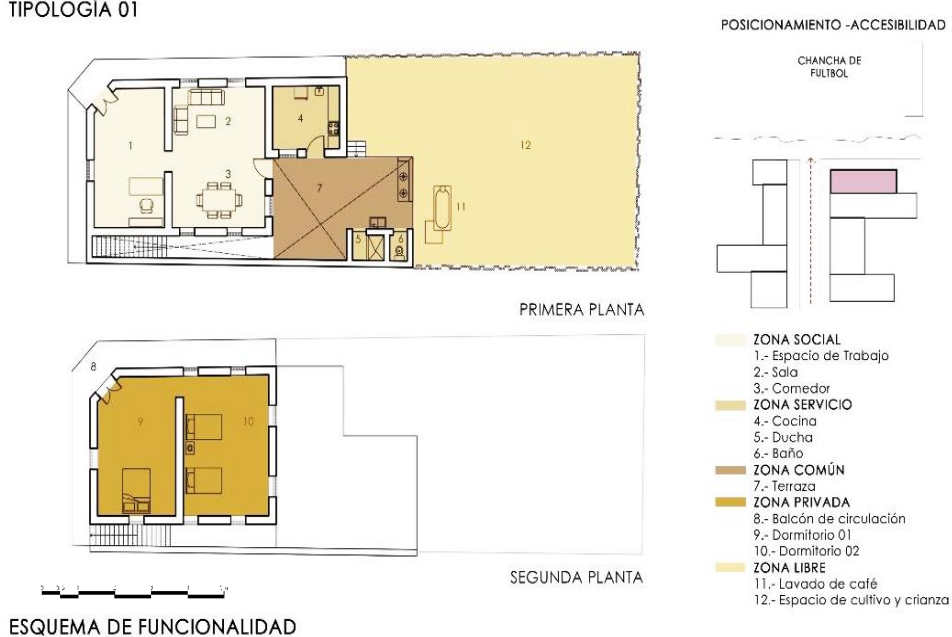 TIPOLOGÍA 01
1
2
3
4
5
6
7
11
12
PRIMERA PLANTA
8
9
10
SEGUNDA PLANTA
ESQUEMA DE FUNCIONALIDAD
POSICIONAMIENTO -ACCESIBILIDAD
CHANCHA DE
FULTBOL
ZONA SOCIAL
1.- Espacio de Trabajo
2.- Sala
3.- Comedor
ZONA SERVICIO
4.- Cocina
5.- Ducha
6.- Baño
ZONA COMÚN
7.- Terraza
ZONA PRIVADA
8.- Balcón de circulación
9.- Dormitorio 01
10.- Dormitorio 02
ZONA LIBRE
11.- Lavado de café
12.- Espacio de cultivo y crianza